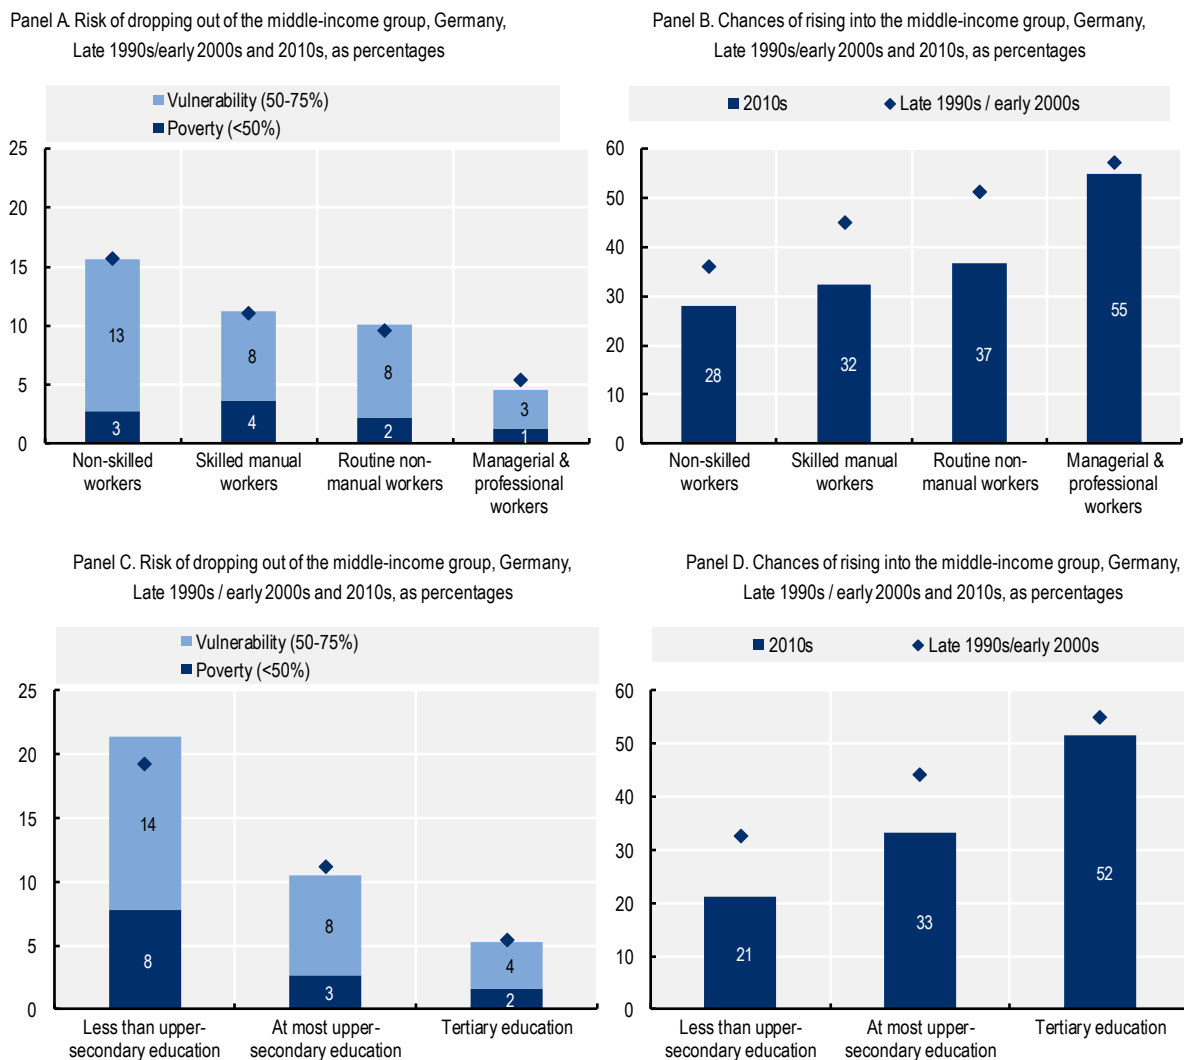 Panel A. Risk of dropping out of the middle-income group, Germany,
Late 1990s/early 2000s and 2010s, as percentages
Vulnerability (50-75%)
Poverty (<50%)
25
20
15
10
5
0
13
3
8
4
8
2
3
1
Non-skilled
workers
Skilled manual
workers
Routine non-
manual workers
Managerial &
professional
workers
Panel B. Chances of rising into the middle-income group, Germany,
Late 1990s/early 2000s and 2010s, as percentages
2010s
Late 1990s / early 2000s
60
50
40
30
20
10
0
28
32
37
55
Non-skilled
workers
Skilled manual
workers
Routine non-
manual workers
Managerial &
professional
workers
Panel C. Risk of dropping out of the middle-income group, Germany,
Late 1990s / early 2000s and 2010s, as percentages
Vulnerability (50-75%)
Poverty (<50%)
25
20
15
10
5
0
14
8
8
3
4
2
Less than upper-
secondary education
At most upper-
secondary education
Tertiary education
Panel D. Chances of rising into the middle-income group, Germany,
Late 1990s / early 2000s and 2010s, as percentages
2010s
Late 1990s/early 2000s
60
50
40
30
20
10
0
21
33
52
Less than upper-
secondary education
At most upper-
secondary education
Tertiary education